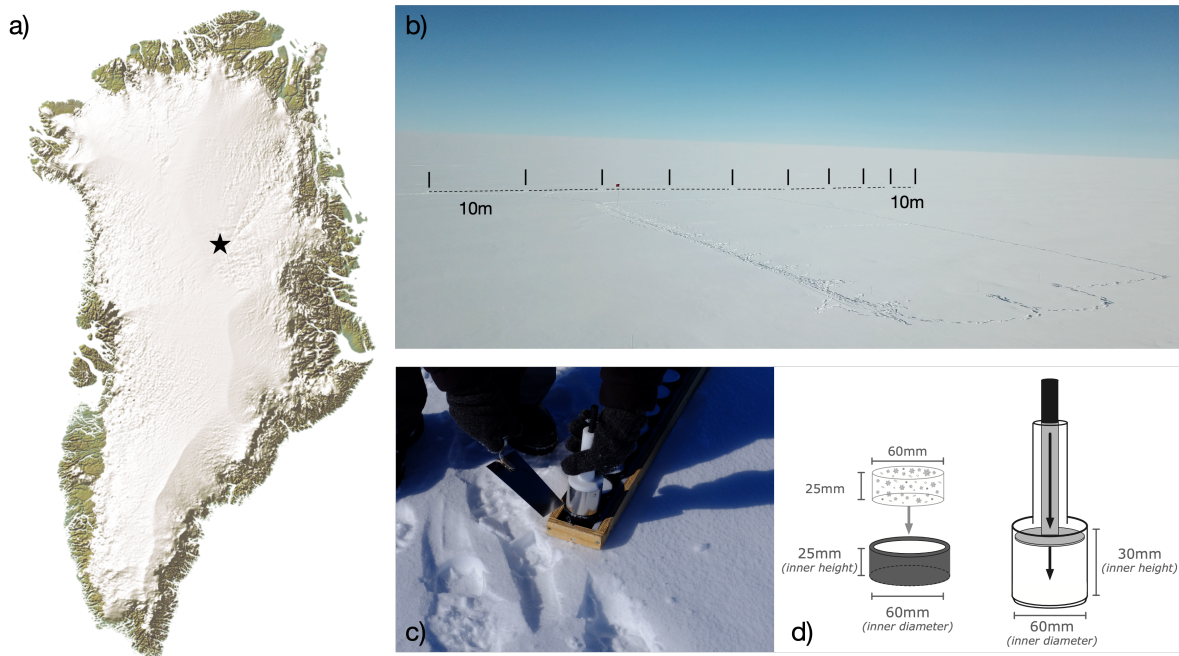 a)
b)
10m
10m
c)
60mm
25mm
25mm
(inner height)
60mm
(inner diameter)
30mm
(inner height)
60mm
(inner diameter)
d)